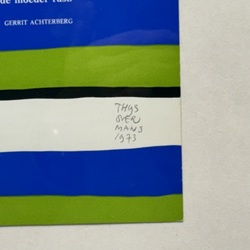 de moeder rust.
GERRIT ACHTERBERG
THYS
OVER
MANS
1973